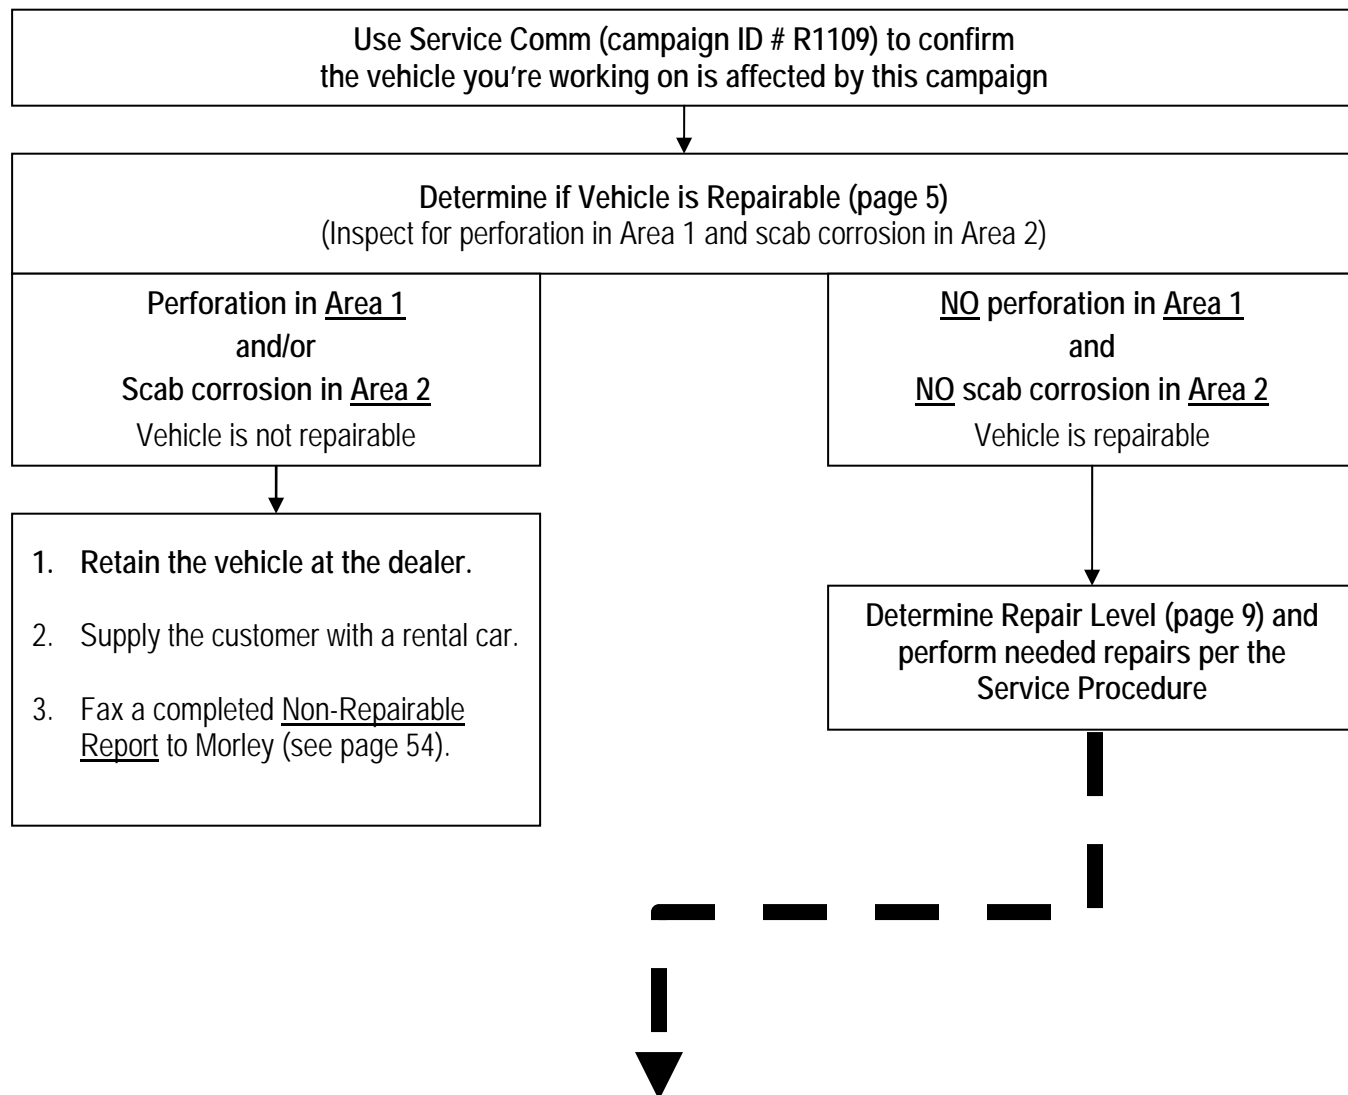 Use Service Comm (campaign ID # R1109) to confirm
the vehicle you're working on is affected by this campaign
Determine if Vehicle is Repairable (page 5)
(Inspect for perforation in Area 1 and scab corrosion in Area 2)
Perforation in Area 1
and/or
Scab corrosion in Area 2
Vehicle is not repairable
NO perforation in Area 1
and
NO scab corrosion in Area 2
Vehicle is repairable
1. Retain the vehicle at the dealer.
2. Supply the customer with a rental car.
3. Fax a completed Non-Repairable
Report to Morley (see page 54).
Determine Repair Level (page 9) and
perform needed repairs per the
Service Procedure